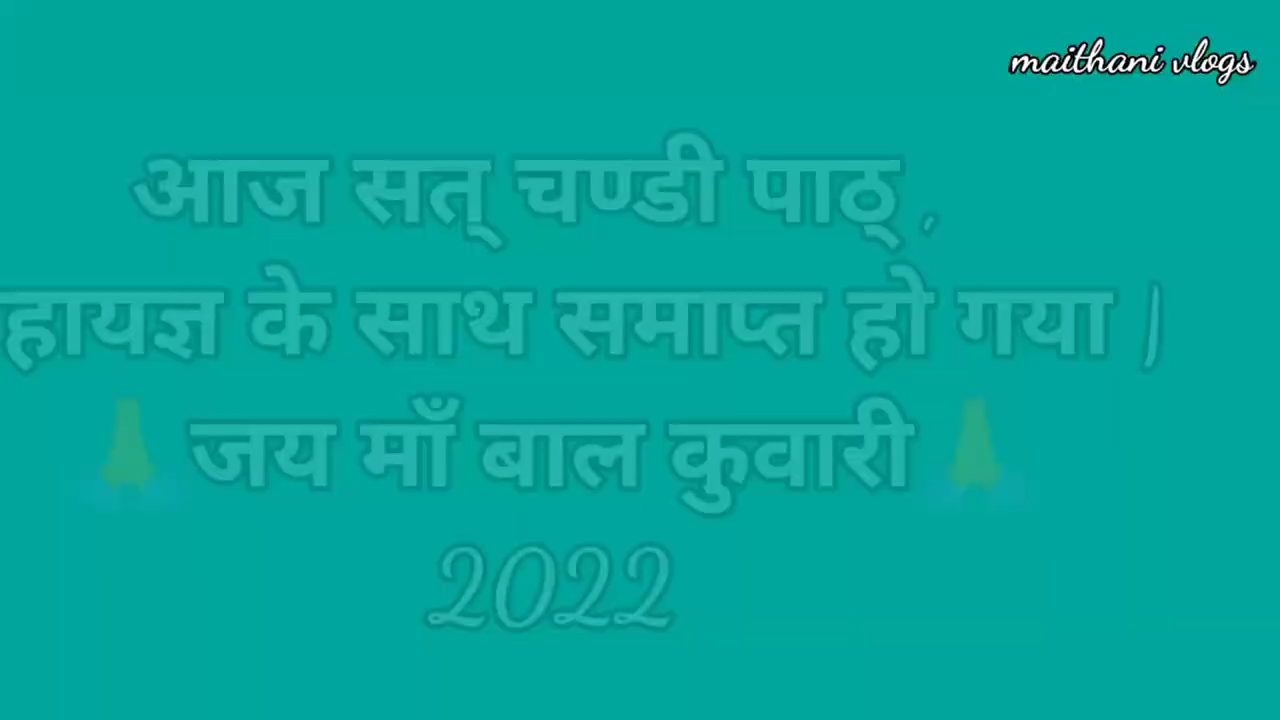 maithani vlogs
आज सत् चण्डी पाठ् ,
हायज्ञ के साथ समाप्त हो गया |
🙏 जय माँ बाल कुवारी 🙏
2022